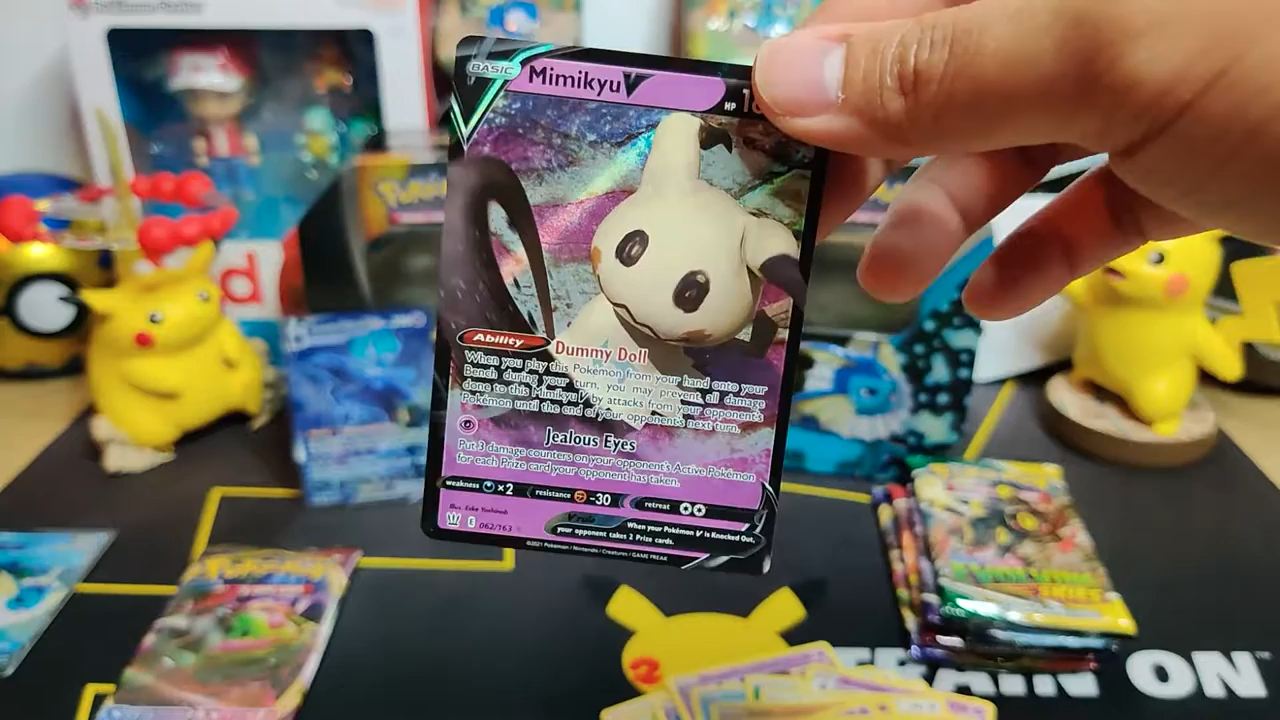 BASIC
Mimikyu V
HP
Ability
Dummy Doll
When you play this Pokémon from your hand onto your
Bench during your turn, you may prevent all damage
done to this Mimikyu V by attacks from your opponent's
Pokémon until the end of your opponent's next turn.
Jealous Eyes
Put 3 damage counters on your opponent's Active Pokémon
for each Prize card your opponent has taken.
weakness ×2 resistance -30 retreat
E 062/163
V rule
When your Pokémon V is Knocked Out,
your opponent takes 2 Prize cards.
©2021 Pokémon / Nintendo / Creatures / GAME FREAK
Pokémon
TRAIN ON™